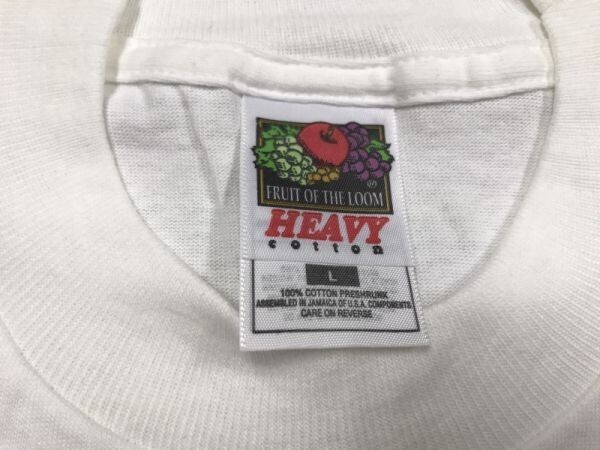 FRUIT OF THE LOOM
HEAVY
cotton
L
100% COTTON PRESHRUNK
ASSEMBLED IN JAMAICA OF U.S.A. COMPONENTS
CARE ON REVERSE